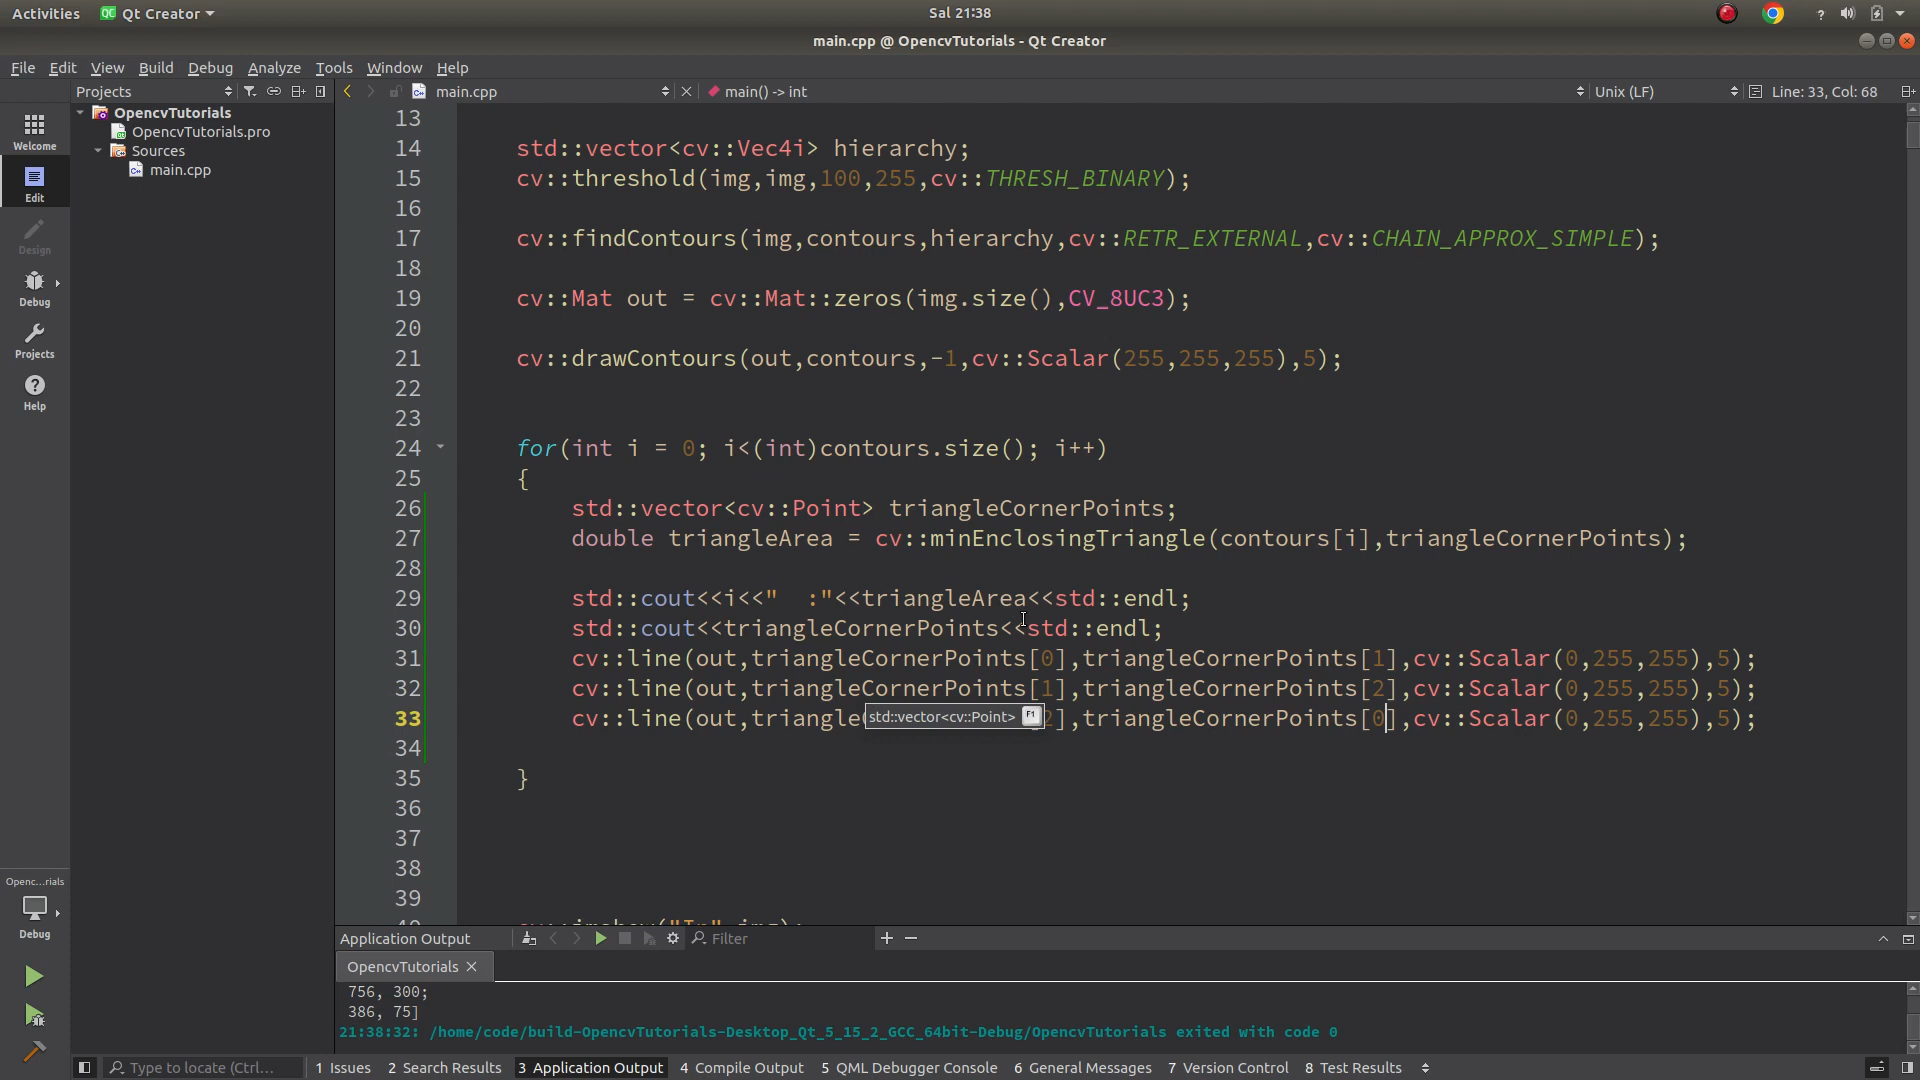 Activities Qt Creator Sal 21:38 ?
main.cpp @ OpencvTutorials - Qt Creator
File Edit View Build Debug Analyze Tools Window Help
Projects main.cpp main() -> int Unix (LF) Line: 33, Col: 68
OpencvTutorials
OpencvTutorials.pro
Sources
main.cpp
Welcome
Edit
Design
Debug
Projects
Help
13
14 std::vector<cv::Vec4i> hierarchy;
15 cv::threshold(img,img,100,255,cv::THRESH_BINARY);
16
17 cv::findContours(img,contours,hierarchy,cv::RETR_EXTERNAL,cv::CHAIN_APPROX_SIMPLE);
18
19 cv::Mat out = cv::Mat::zeros(img.size(),CV_8UC3);
20
21 cv::drawContours(out,contours,-1,cv::Scalar(255,255,255),5);
22
23
24 for(int i = 0; i<(int)contours.size(); i++)
25 {
26 std::vector<cv::Point> triangleCornerPoints;
27 double triangleArea = cv::minEnclosingTriangle(contours[i],triangleCornerPoints);
28
29 std::cout<<i<<"  :"<<triangleArea<<std::endl;
30 std::cout<<triangleCornerPoints<<std::endl;
31 cv::line(out,triangleCornerPoints[0],triangleCornerPoints[1],cv::Scalar(0,255,255),5);
32 cv::line(out,triangleCornerPoints[1],triangleCornerPoints[2],cv::Scalar(0,255,255),5);
33 cv::line(out,triangle std::vector<cv::Point> F1 2],triangleCornerPoints[0],cv::Scalar(0,255,255),5);
34
35 }
36
37
38
39
Openc...rials
Debug
Application Output Filter
OpencvTutorials
756, 300;
386, 75]
21:38:32: /home/code/build-OpencvTutorials-Desktop_Qt_5_15_2_GCC_64bit-Debug/OpencvTutorials exited with code 0
Type to locate (Ctrl... 1 Issues 2 Search Results 3 Application Output 4 Compile Output 5 QML Debugger Console 6 General Messages 7 Version Control 8 Test Results